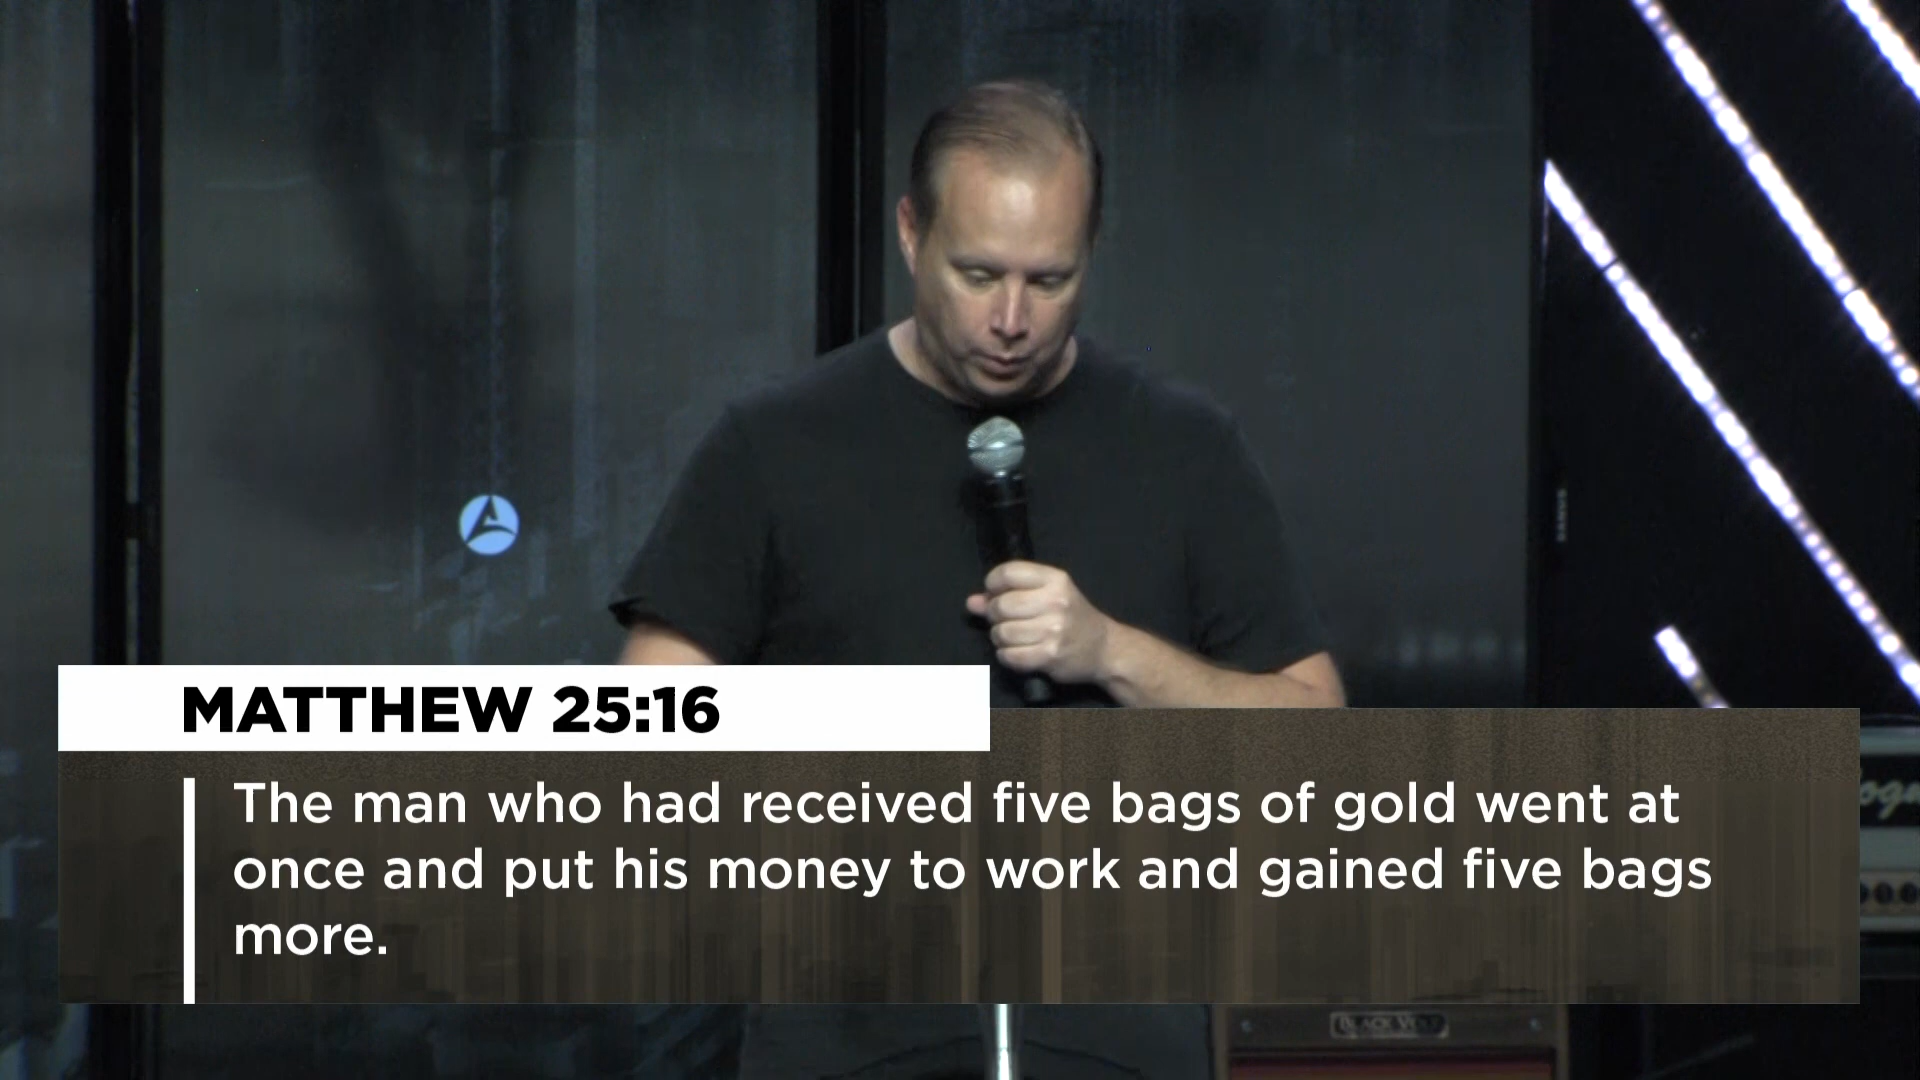 MATTHEW 25:16
The man who had received five bags of gold went at
once and put his money to work and gained five bags
more.